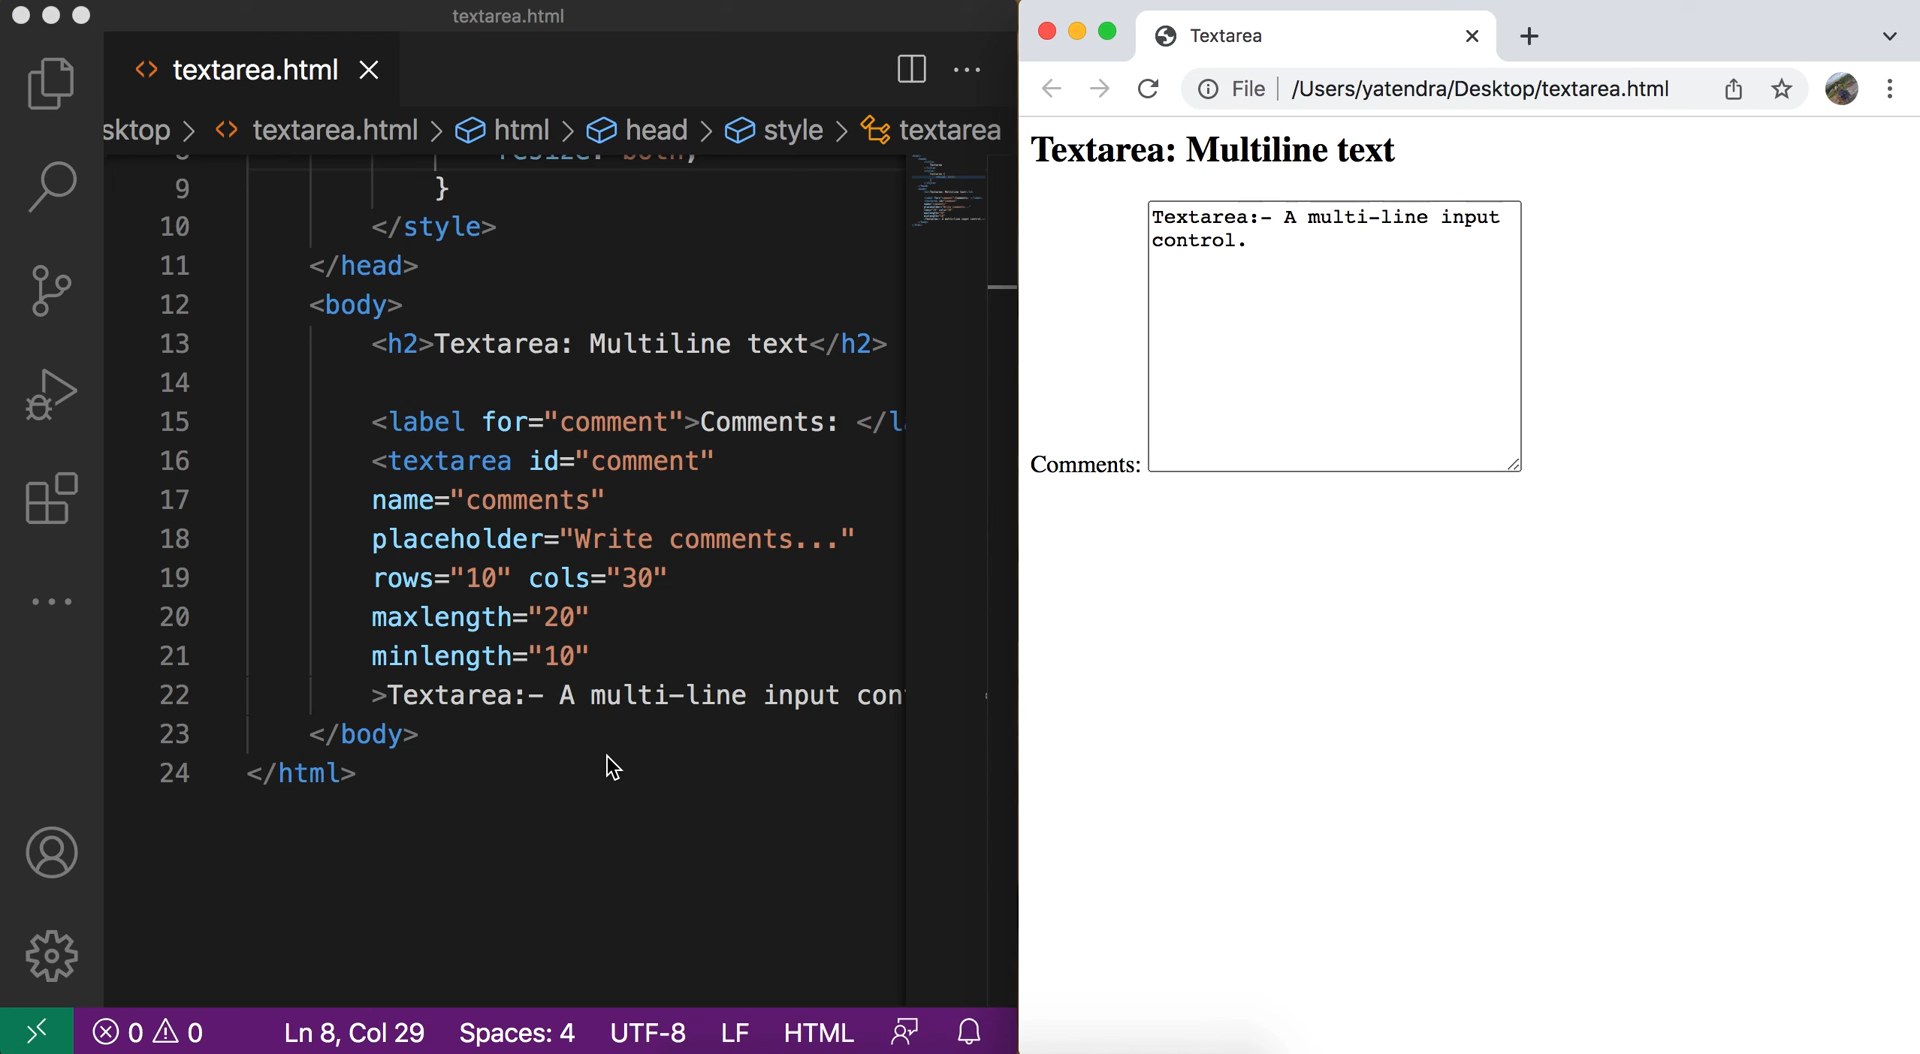 textarea.html
textarea.html
sktop > textarea.html > html > head > style > textarea
9 }
10 </style>
11 </head>
12 <body>
13 <h2>Textarea: Multiline text</h2>
14
15 <label for="comment">Comments: </l
16 <textarea id="comment"
17 name="comments"
18 placeholder="Write comments..."
19 rows="10" cols="30"
20 maxlength="20"
21 minlength="10"
22 >Textarea:- A multi-line input con
23 </body>
24 </html>
0 0 Ln 8, Col 29 Spaces: 4 UTF-8 LF HTML
Textarea
File /Users/yatendra/Desktop/textarea.html
Textarea: Multiline text
Textarea:- A multi-line input
control.
Comments: